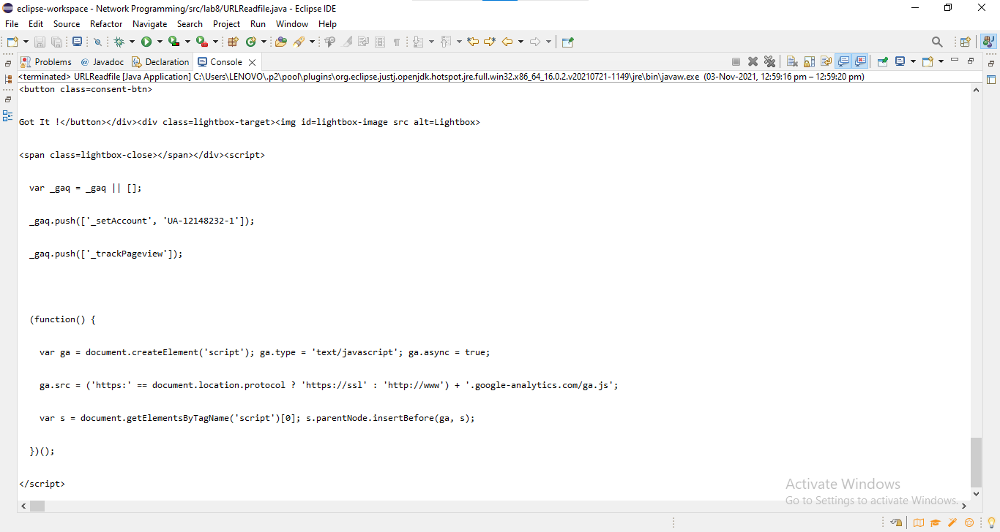 eclipse-workspace - Network Programming/src/lab8/URLReadfile.java - Eclipse IDE
File Edit Source Refactor Navigate Search Project Run Window Help
Problems @ Javadoc Declaration Console
<terminated> URLReadfile [Java Application] C:\Users\LENOVO\.p2\pool\plugins\org.eclipse.justj.openjdk.hotspot.jre.full.win32.x86_64_16.0.2.v20210721-1149\jre\bin\javaw.exe (03-Nov-2021, 12:59:16 pm – 12:59:20 pm)
<button class=consent-btn>
Got It !</button></div><div class=lightbox-target><img id=lightbox-image src alt=Lightbox>
<span class=lightbox-close></span></div><script>
var _gaq = _gaq || [];
_gaq.push(['_setAccount', 'UA-12148232-1']);
_gaq.push(['_trackPageview']);
(function() {
var ga = document.createElement('script'); ga.type = 'text/javascript'; ga.async = true;
ga.src = ('https:' == document.location.protocol ? 'https://ssl' : 'http://www') + '.google-analytics.com/ga.js';
var s = document.getElementsByTagName('script')[0]; s.parentNode.insertBefore(ga, s);
})();
</script>
Activate Windows
Go to Settings to activate Windows.